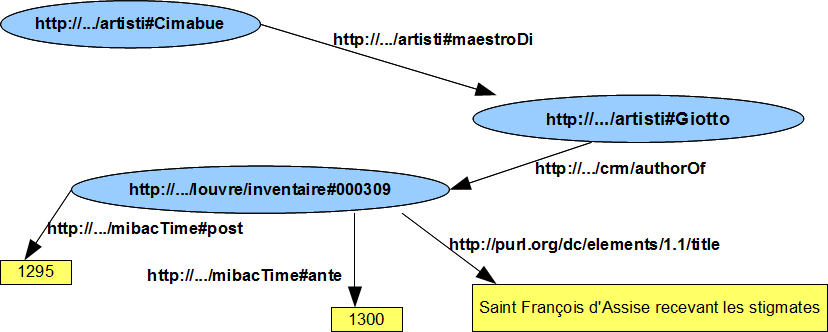 http://.../artisti#Cimabue
http://.../artisti#maestroDi
http://.../artisti#Giotto
http://.../crm/authorOf
http://.../louvre/inventaire#000309
http://.../mibacTime#post
http://purl.org/dc/elements/1.1/title
1295
http://.../mibacTime#ante
Saint François d'Assise recevant les stigmates
1300